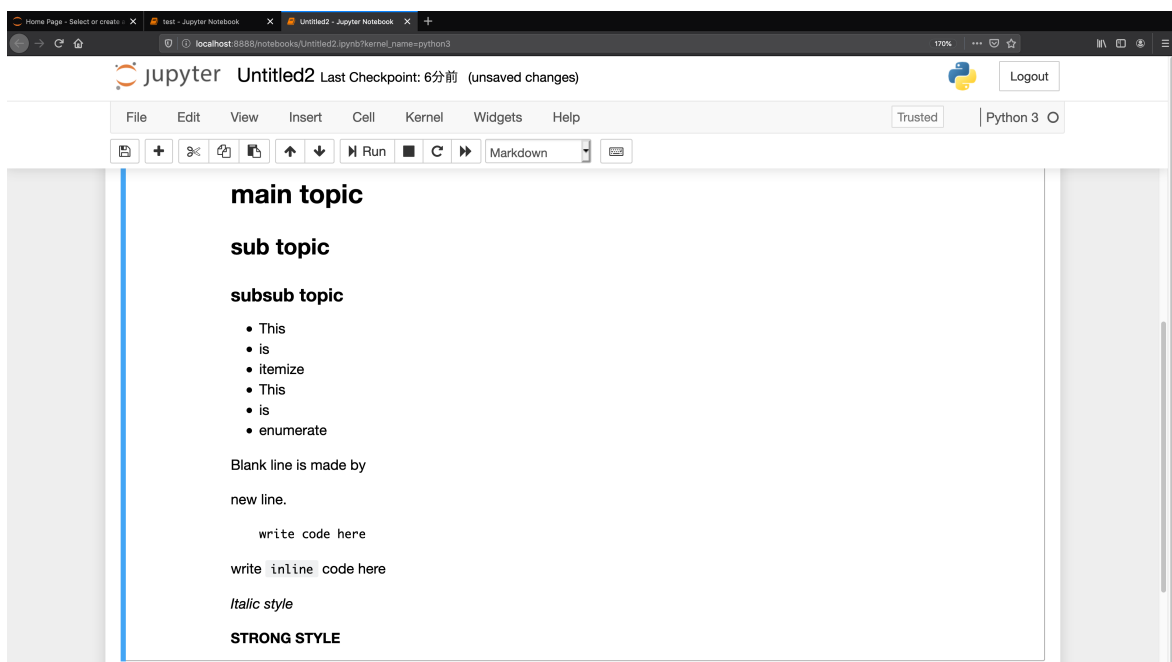 Home Page - Select or create a
test - Jupyter Notebook
Untitled2 - Jupyter Notebook
localhost:8888/notebooks/Untitled2.ipynb?kernel_name=python3
170%
jupyter Untitled2 Last Checkpoint: 6分前 (unsaved changes)
Logout
File Edit View Insert Cell Kernel Widgets Help
Trusted
Python 3
Run
Markdown
main topic
sub topic
subsub topic
• This
• is
• itemize
• This
• is
• enumerate
Blank line is made by
new line.
write code here
write inline code here
Italic style
STRONG STYLE